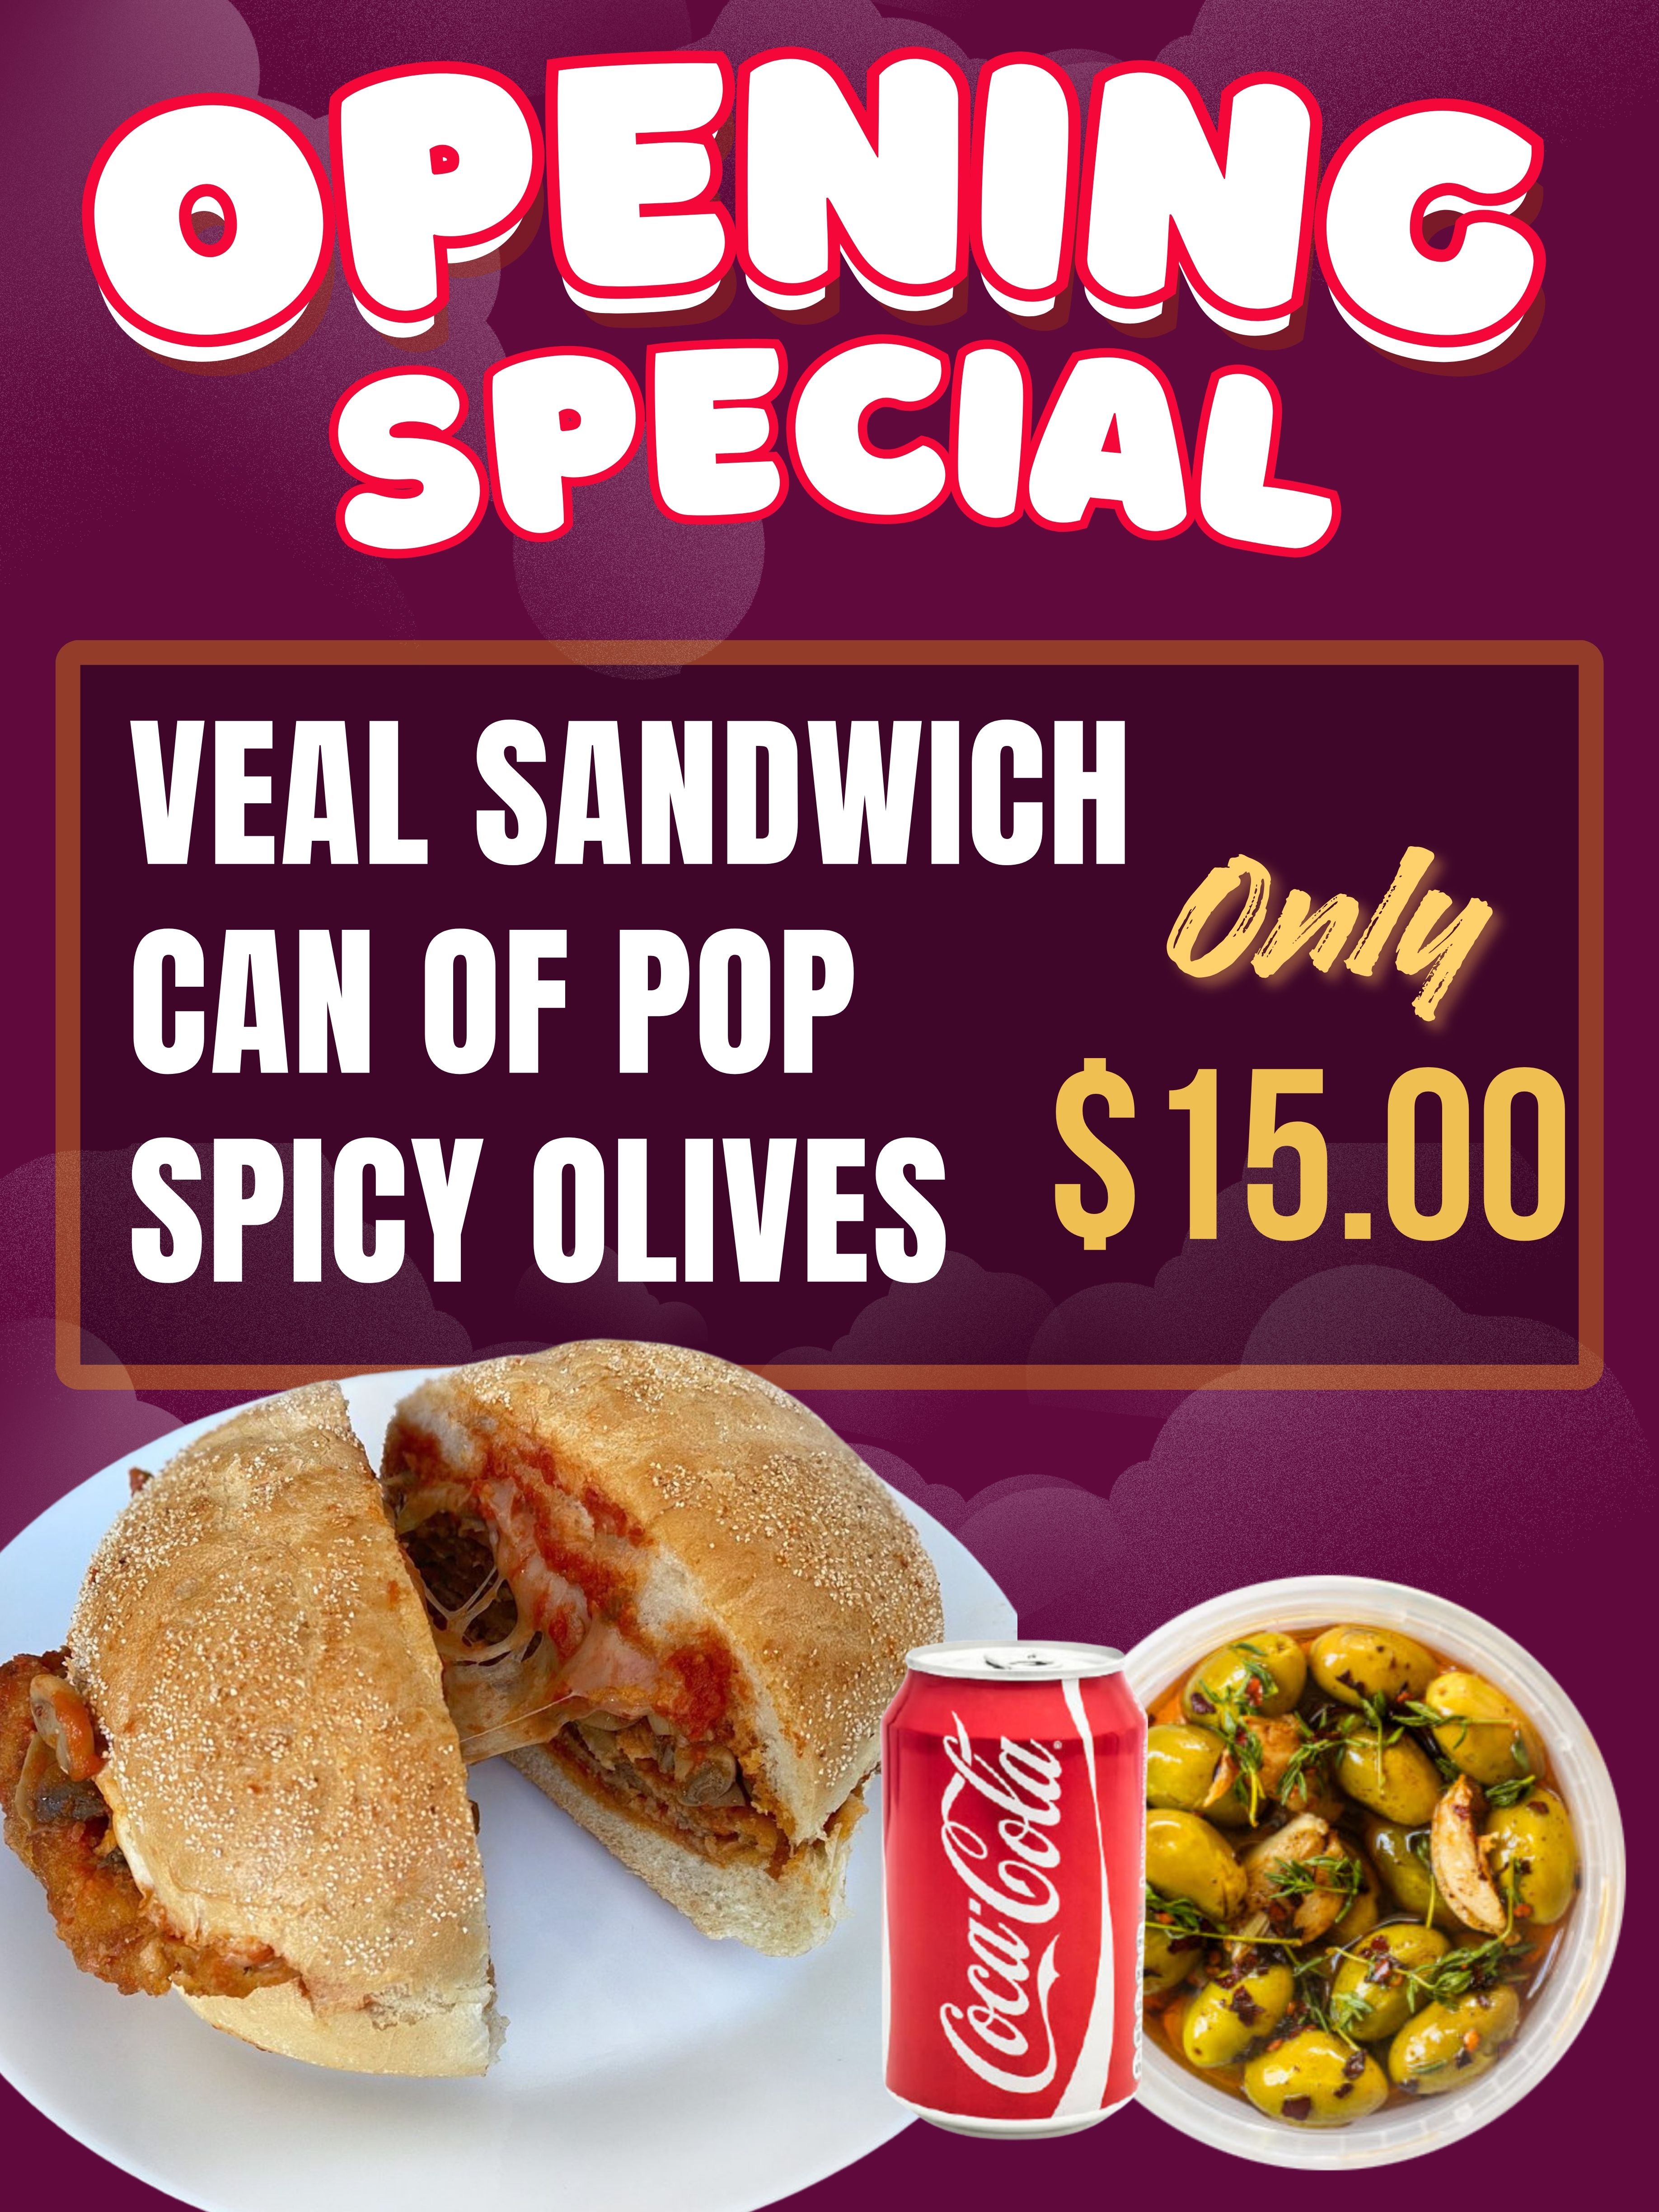 OPENING
SPECIAL
VEAL SANDWICH
CAN OF POP
SPICY OLIVES
Only
$15.00
Coca-Cola